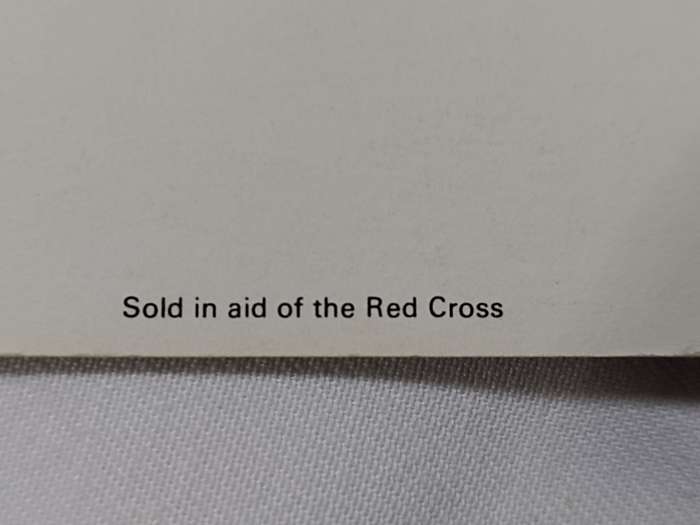 Sold in aid of the Red Cross